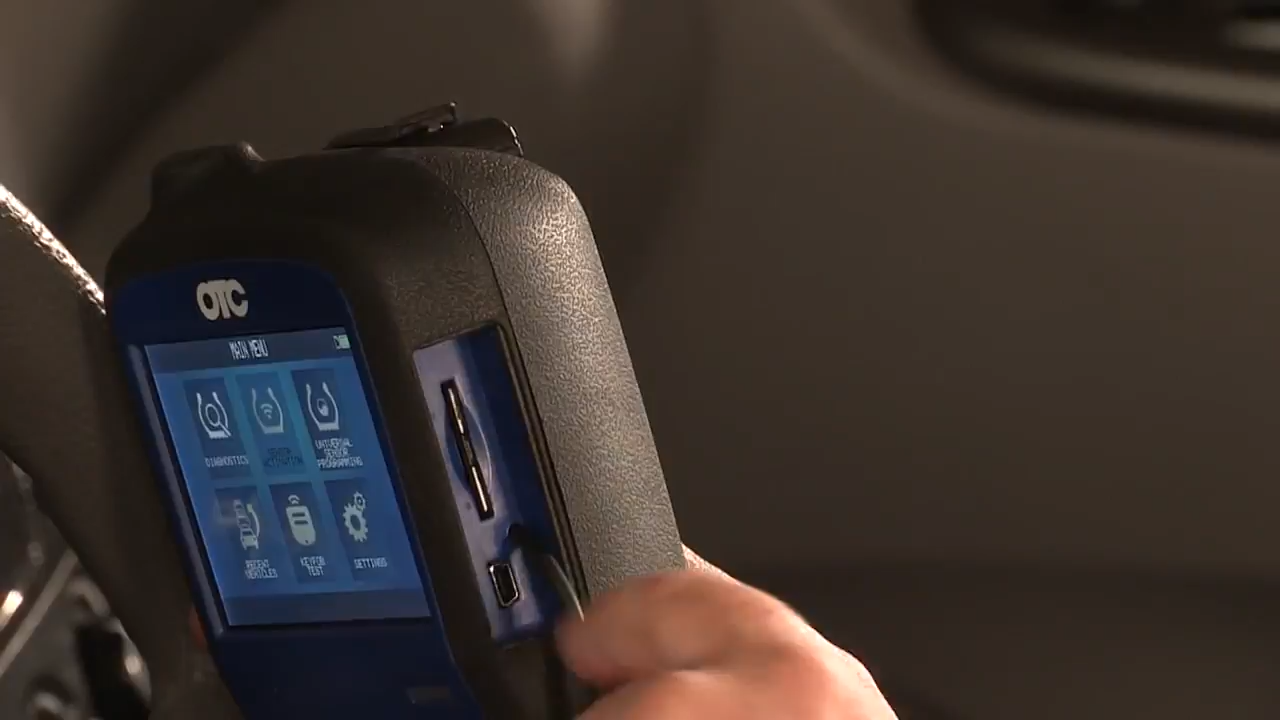 OTC
MAIN MENU
DIAGNOSTICS
SENSOR
ACTIVATION
UNIVERSAL
SENSOR
PROGRAMMING
RECENT
VEHICLES
KEYFOB
TEST
SETTINGS